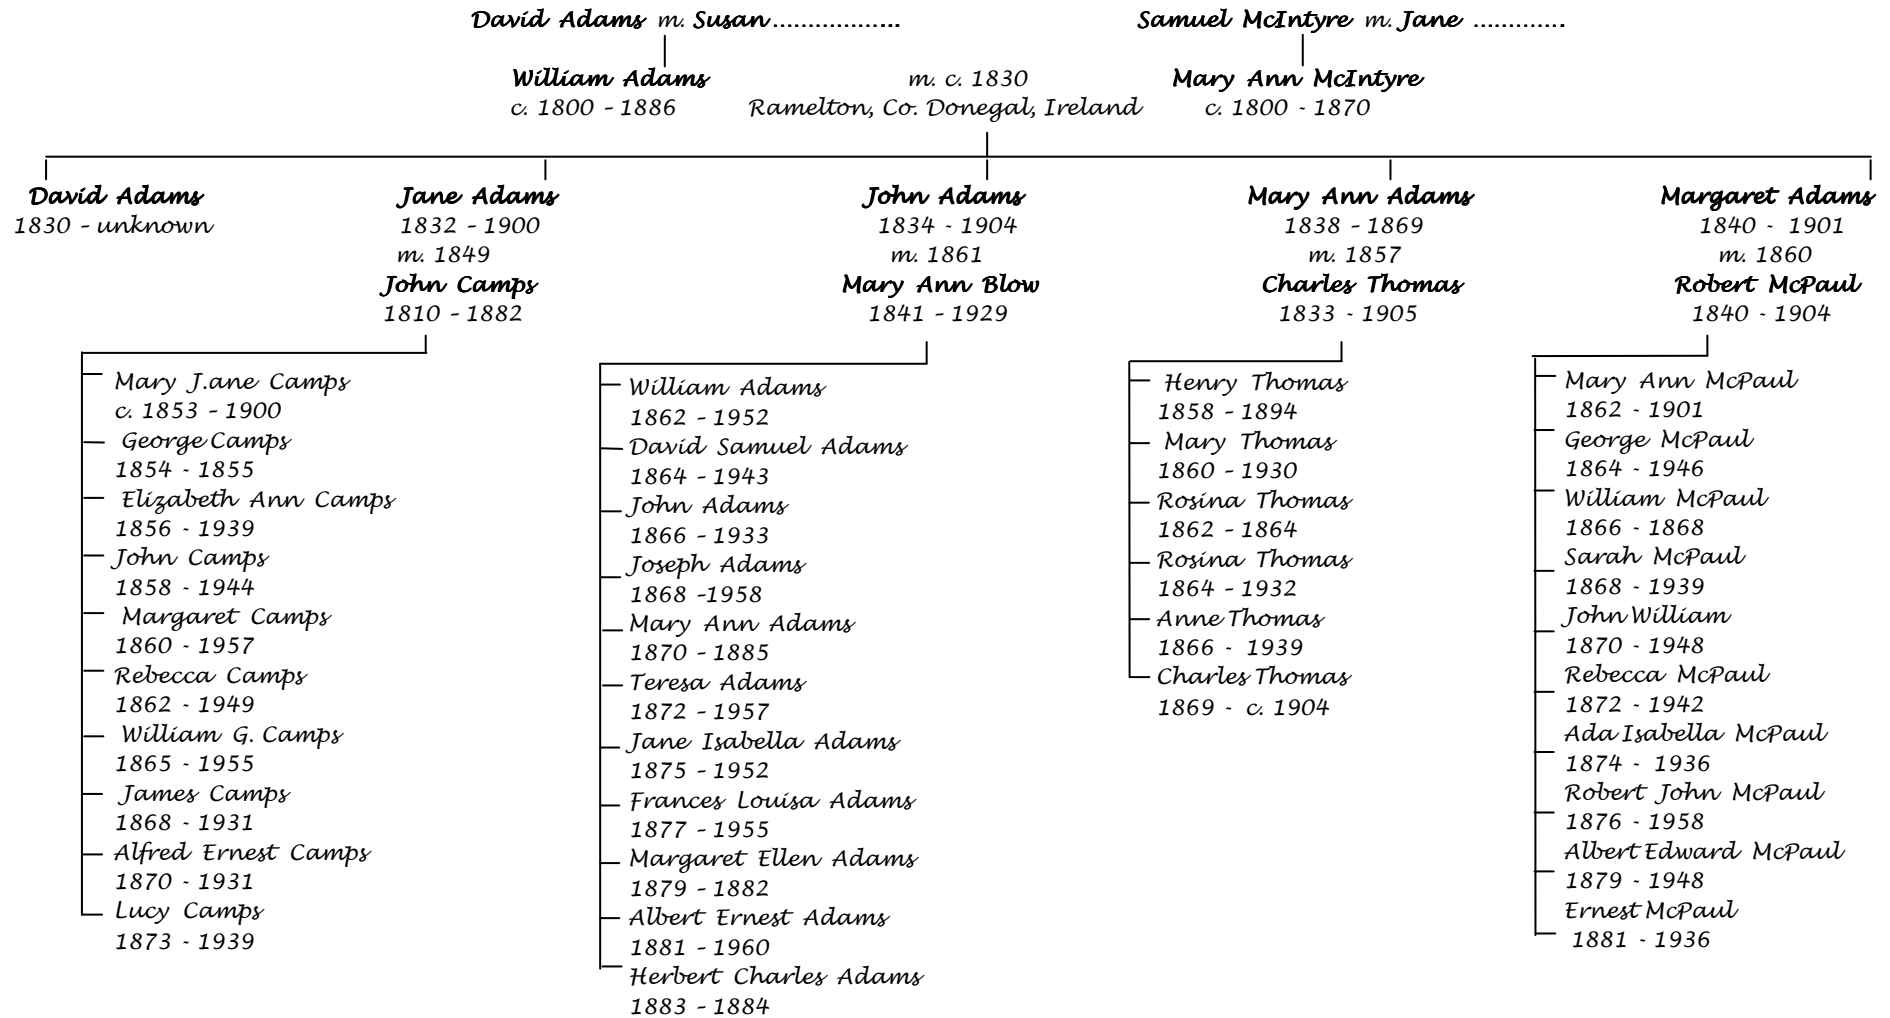 David Adams m. Susan..................
Samuel McIntyre m. Jane .............
William Adams
c. 1800 – 1886
m. c. 1830
Ramelton, Co. Donegal, Ireland
Mary Ann McIntyre
c. 1800 - 1870
David Adams
1830 – unknown
Jane Adams
1832 – 1900
m. 1849
John Camps
1810 – 1882
John Adams
1834 - 1904
m. 1861
Mary Ann Blow
1841 – 1929
Mary Ann Adams
1838 – 1869
m. 1857
Charles Thomas
1833 - 1905
Margaret Adams
1840 - 1901
m. 1860
Robert McPaul
1840 - 1904
Mary J.ane Camps
c. 1853 – 1900
George Camps
1854 - 1855
Elizabeth Ann Camps
1856 - 1939
John Camps
1858 - 1944
Margaret Camps
1860 - 1957
Rebecca Camps
1862 - 1949
William G. Camps
1865 - 1955
James Camps
1868 - 1931
Alfred Ernest Camps
1870 - 1931
Lucy Camps
1873 - 1939
William Adams
1862 – 1952
David Samuel Adams
1864 – 1943
John Adams
1866 – 1933
Joseph Adams
1868 –1958
Mary Ann Adams
1870 – 1885
Teresa Adams
1872 – 1957
Jane Isabella Adams
1875 – 1952
Frances Louisa Adams
1877 – 1955
Margaret Ellen Adams
1879 – 1882
Albert Ernest Adams
1881 – 1960
Herbert Charles Adams
1883 – 1884
Henry Thomas
1858 – 1894
Mary Thomas
1860 – 1930
Rosina Thomas
1862 – 1864
Rosina Thomas
1864 – 1932
Anne Thomas
1866 - 1939
Charles Thomas
1869 - c. 1904
Mary Ann McPaul
1862 - 1901
George McPaul
1864 - 1946
William McPaul
1866 - 1868
Sarah McPaul
1868 - 1939
John William
1870 - 1948
Rebecca McPaul
1872 - 1942
Ada Isabella McPaul
1874 - 1936
Robert John McPaul
1876 - 1958
Albert Edward McPaul
1879 - 1948
Ernest McPaul
1881 - 1936